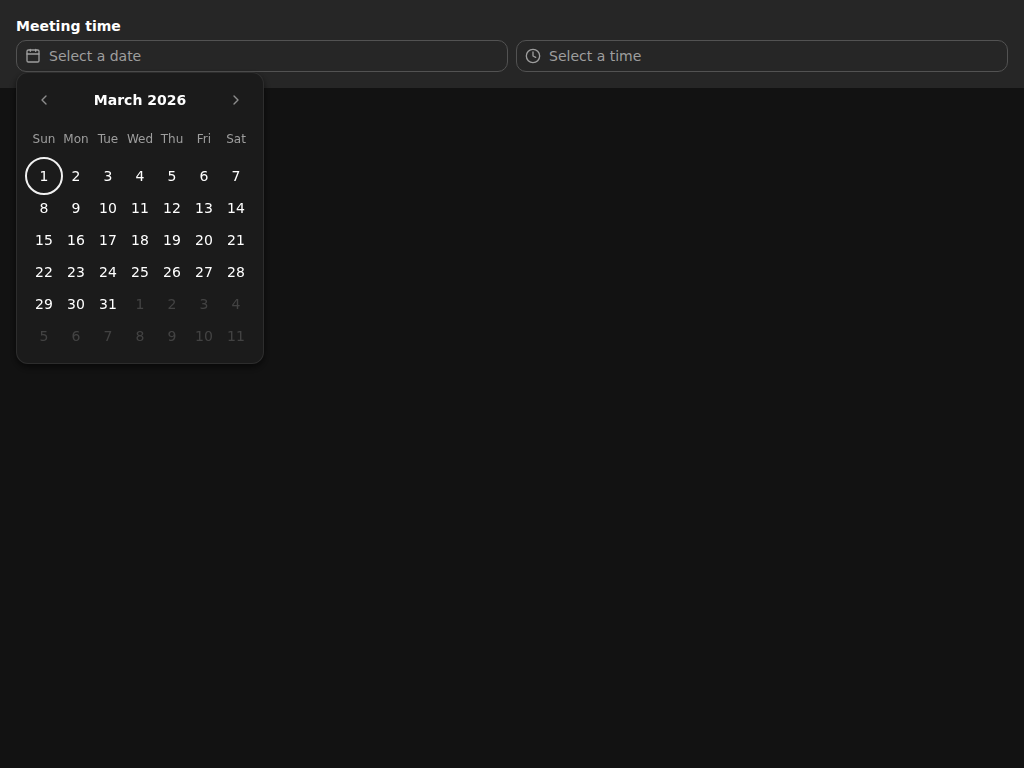 Meeting time
Select a date Select a time
March 2026
Sun Mon Tue Wed Thu Fri Sat
1 2 3 4 5 6 7
8 9 10 11 12 13 14
15 16 17 18 19 20 21
22 23 24 25 26 27 28
29 30 31 1 2 3 4
5 6 7 8 9 10 11